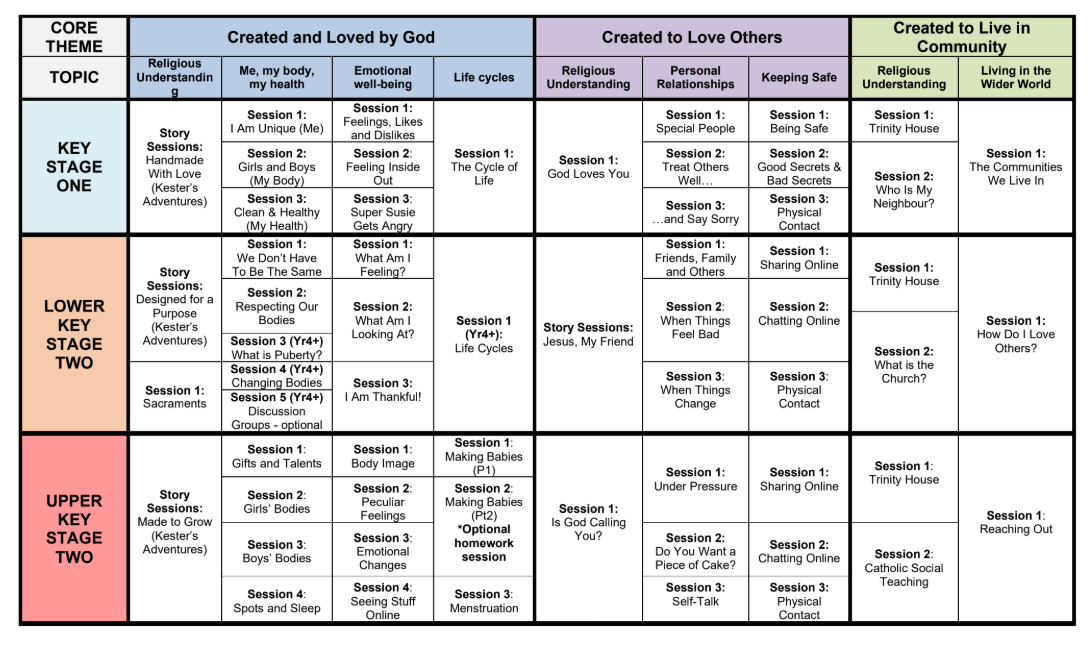 CORE
THEME
Created and Loved by God
Created to Love Others
Created to Live in
Community
TOPIC
Religious
Understandin
g
Me, my body,
my health
Emotional
well-being
Life cycles
Religious
Understanding
Personal
Relationships
Keeping Safe
Religious
Understanding
Living in the
Wider World
KEY
STAGE
ONE
Story
Sessions:
Handmade
With Love
(Kester's
Adventures)
Session 1:
I Am Unique (Me)
Session 2:
Girls and Boys
(My Body)
Session 3:
Clean & Healthy
(My Health)
Session 1:
Feelings, Likes
and Dislikes
Session 2:
Feeling Inside
Out
Session 3:
Super Susie
Gets Angry
Session 1:
The Cycle of
Life
Session 1:
God Loves You
Session 1:
Special People
Session 2:
Treat Others
Well…
Session 3:
…and Say Sorry
Session 1:
Being Safe
Session 2:
Good Secrets &
Bad Secrets
Session 3:
Physical
Contact
Session 1:
Trinity House
Session 2:
Who Is My
Neighbour?
Session 1:
The Communities
We Live In
LOWER
KEY
STAGE
TWO
Story
Sessions:
Designed for a
Purpose
(Kester's
Adventures)
Session 1:
Sacraments
Session 1:
We Don't Have
To Be The Same
Session 2:
Respecting Our
Bodies
Session 3 (Yr4+)
What is Puberty?
Session 4 (Yr4+)
Changing Bodies
Session 5 (Yr4+)
Discussion
Groups - optional
Session 1:
What Am I
Feeling?
Session 2:
What Am I
Looking At?
Session 3:
I Am Thankful!
Session 1
(Yr4+):
Life Cycles
Story Sessions:
Jesus, My Friend
Session 1:
Friends, Family
and Others
Session 2:
When Things
Feel Bad
Session 3:
When Things
Change
Session 1:
Sharing Online
Session 2:
Chatting Online
Session 3:
Physical
Contact
Session 1:
Trinity House
Session 2:
What is the
Church?
Session 1:
How Do I Love
Others?
UPPER
KEY
STAGE
TWO
Story
Sessions:
Made to Grow
(Kester's
Adventures)
Session 1:
Gifts and Talents
Session 2:
Girls' Bodies
Session 3:
Boys' Bodies
Session 4:
Spots and Sleep
Session 1:
Body Image
Session 2:
Peculiar
Feelings
Session 3:
Emotional
Changes
Session 4:
Seeing Stuff
Online
Session 1:
Making Babies
(P1)
Session 2:
Making Babies
(Pt2)
*Optional
homework
session
Session 3:
Menstruation
Session 1:
Is God Calling
You?
Session 1:
Under Pressure
Session 2:
Do You Want a
Piece of Cake?
Session 3:
Self-Talk
Session 1:
Sharing Online
Session 2:
Chatting Online
Session 3:
Physical
Contact
Session 1:
Trinity House
Session 2:
Catholic Social
Teaching
Session 1:
Reaching Out